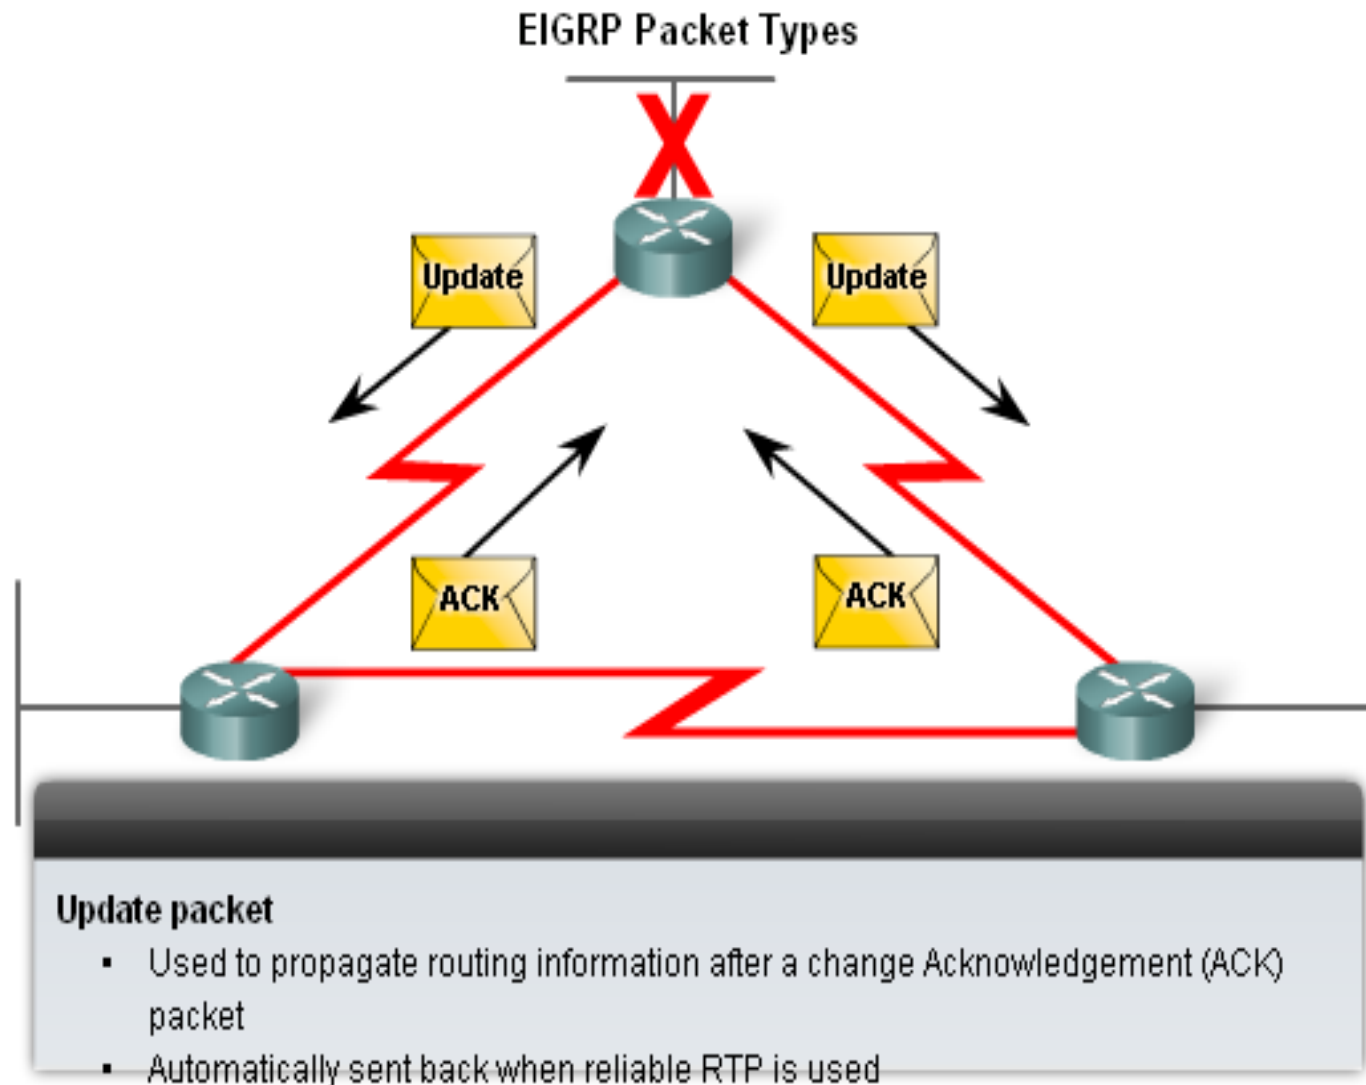 EIGRP Packet Types
Update
Update
ACK
ACK
Update packet
▪ Used to propagate routing information after a change Acknowledgement (ACK)
packet
▪ Automatically sent back when reliable RTP is used